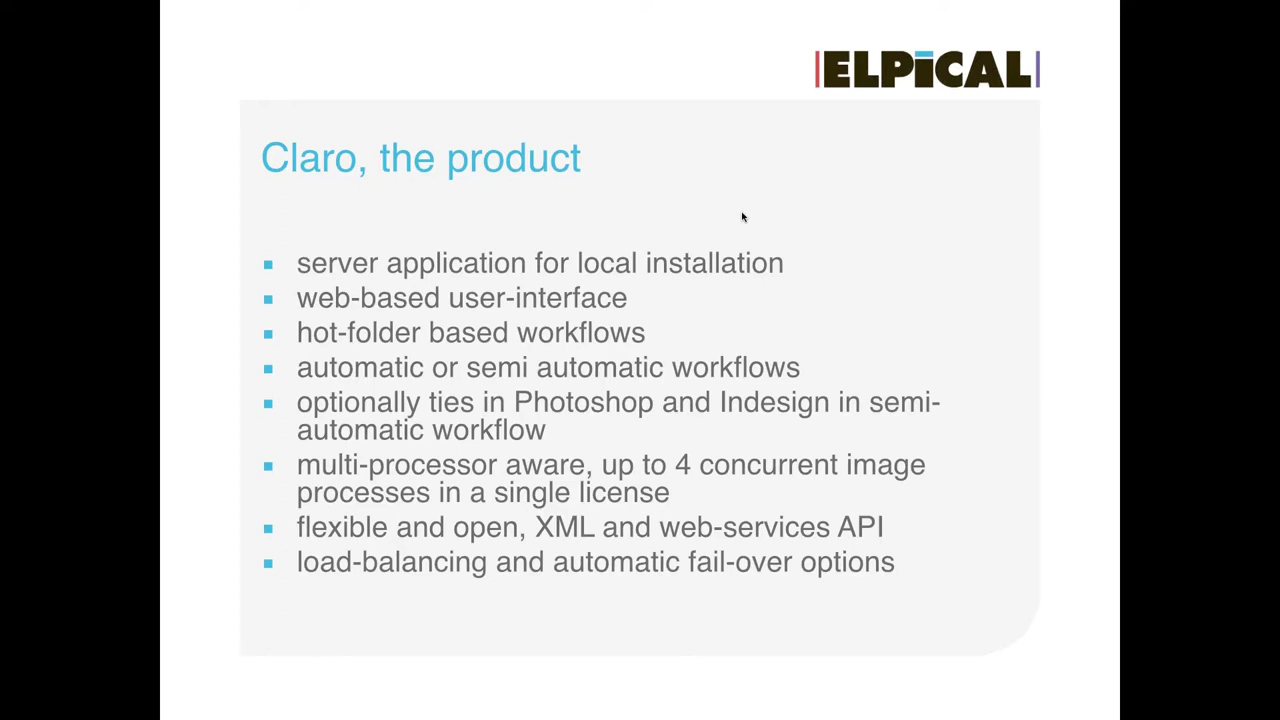 ELPiCAL
Claro, the product
server application for local installation
web-based user-interface
hot-folder based workflows
automatic or semi automatic workflows
optionally ties in Photoshop and Indesign in semi-
automatic workflow
multi-processor aware, up to 4 concurrent image
processes in a single license
flexible and open, XML and web-services API
load-balancing and automatic fail-over options